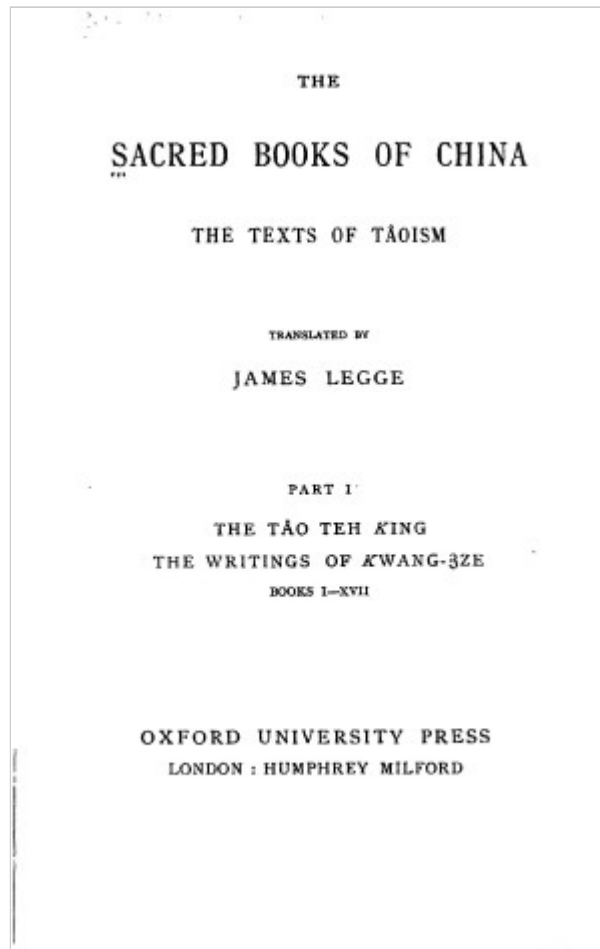 THE
SACRED BOOKS OF CHINA
THE TEXTS OF TÂOISM
TRANSLATED BY
JAMES LEGGE
PART I
THE TÂO TEH KING
THE WRITINGS OF KWANG-ȜZE
BOOKS I—XVII
OXFORD UNIVERSITY PRESS
LONDON : HUMPHREY MILFORD